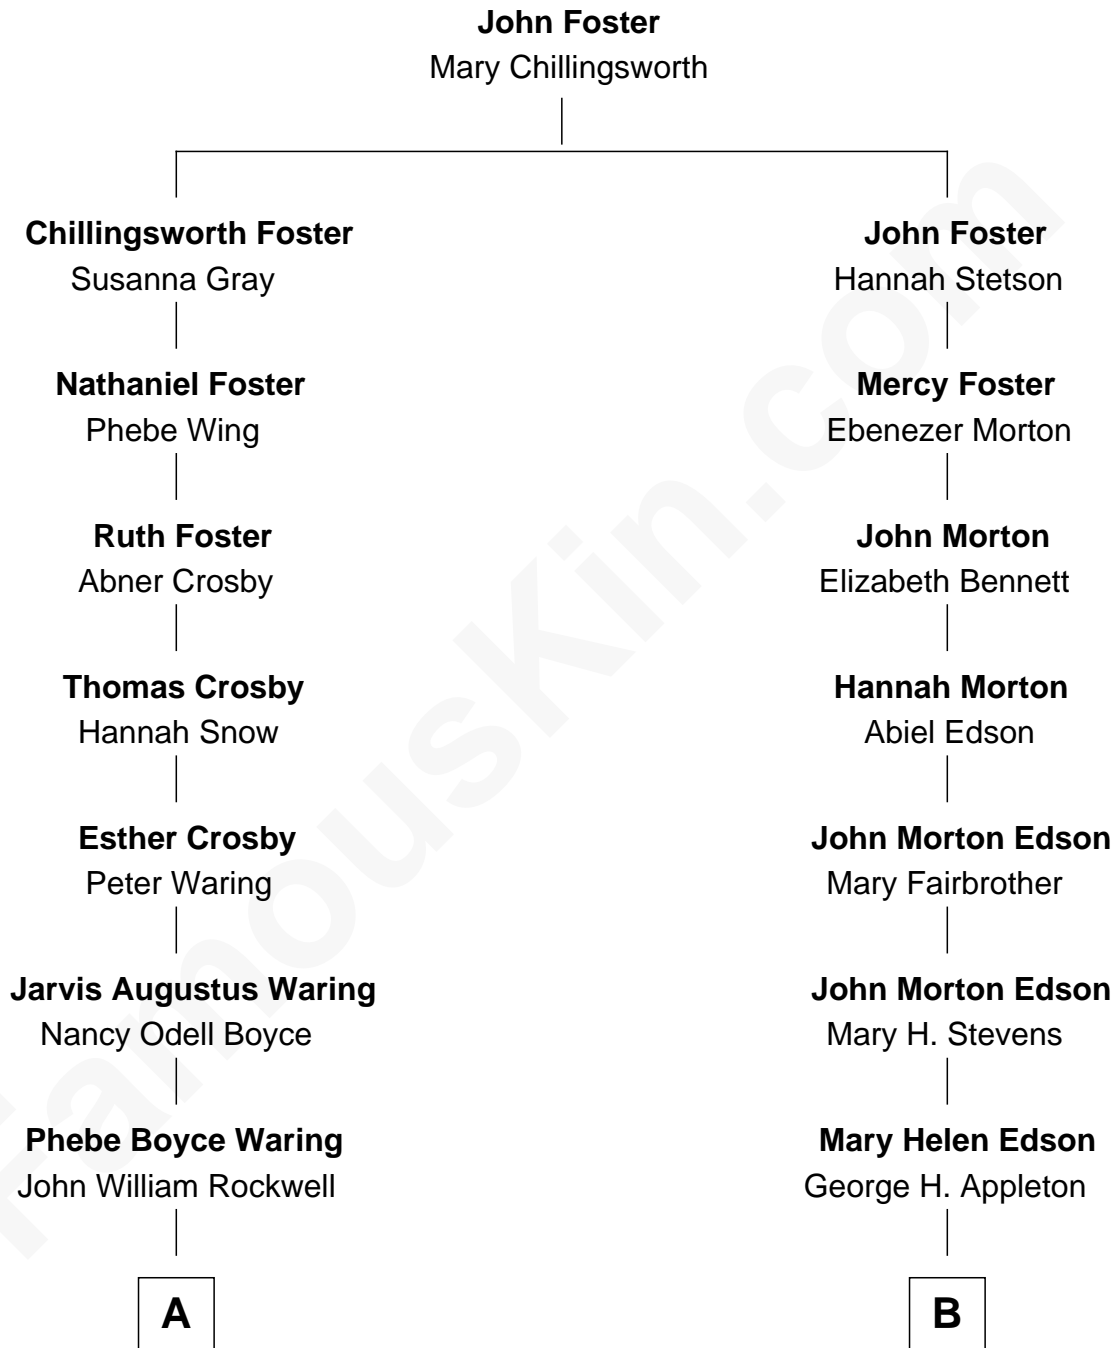 John Foster
Mary Chillingsworth
Chillingsworth Foster
Susanna Gray
John Foster
Hannah Stetson
Nathaniel Foster
Phebe Wing
Mercy Foster
Ebenezer Morton
Ruth Foster
Abner Crosby
John Morton
Elizabeth Bennett
Thomas Crosby
Hannah Snow
Hannah Morton
Abiel Edson
Esther Crosby
Peter Waring
John Morton Edson
Mary Fairbrother
Jarvis Augustus Waring
Nancy Odell Boyce
John Morton Edson
Mary H. Stevens
Phebe Boyce Waring
John William Rockwell
Mary Helen Edson
George H. Appleton
A
B
FamousKin.com